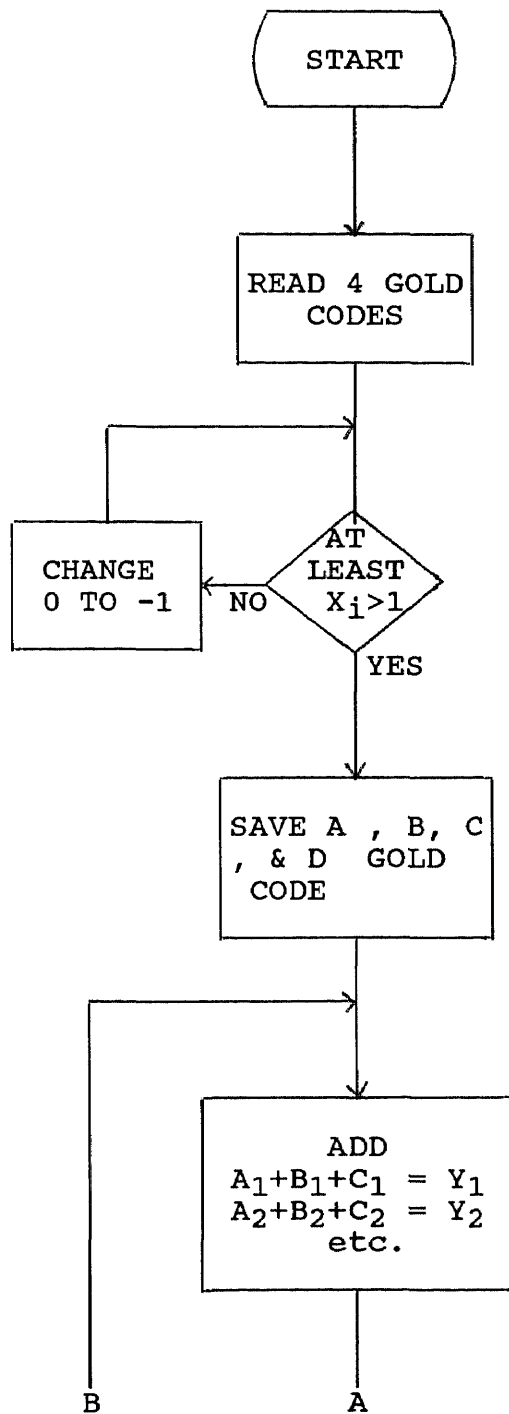 START
READ 4 GOLD
CODES
AT
LEAST
Xi>1
NO
CHANGE
0 TO -1
YES
SAVE A , B, C
, & D GOLD
CODE
ADD
A1+B1+C1 = Y1
A2+B2+C2 = Y2
etc.
B
A